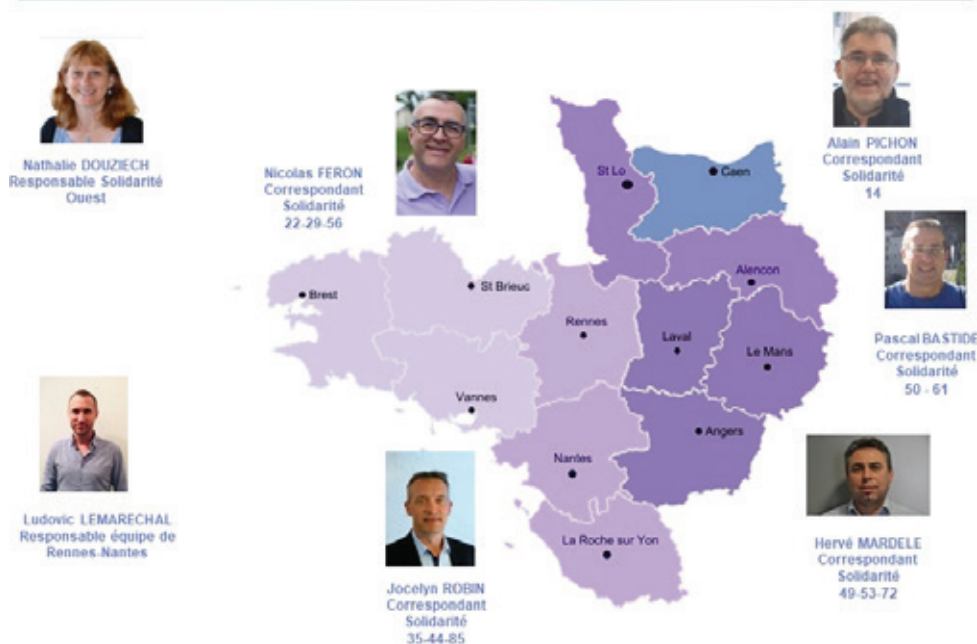 Nathalie DOUZIECH
Responsable Solidarité
Ouest
Nicolas FERON
Correspondant
Solidarité
22-29-56
Alain PICHON
Correspondant
Solidarité
14
St Lo
Caen
Alencon
Brest
St Brieuc
Rennes
Laval
Le Mans
Pascal BASTIDE
Correspondant
Solidarité
50 - 61
Vannes
Angers
Nantes
Ludovic LEMARECHAL
Responsable équipe de
Rennes-Nantes
La Roche sur Yon
Jocelyn ROBIN
Correspondant
Solidarité
35-44-85
Hervé MARDELE
Correspondant
Solidarité
49-53-72